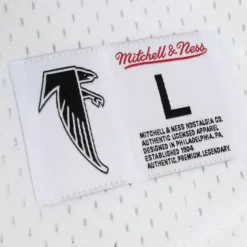 Mitchell & Ness
L
MITCHELL & NESS NOSTALGIA CO.
AUTHENTIC LICENSED APPAREL
DESIGNED IN PHILADELPHIA, PA.
ESTABLISHED 1904
AUTHENTIC. PREMIUM. LEGENDARY.